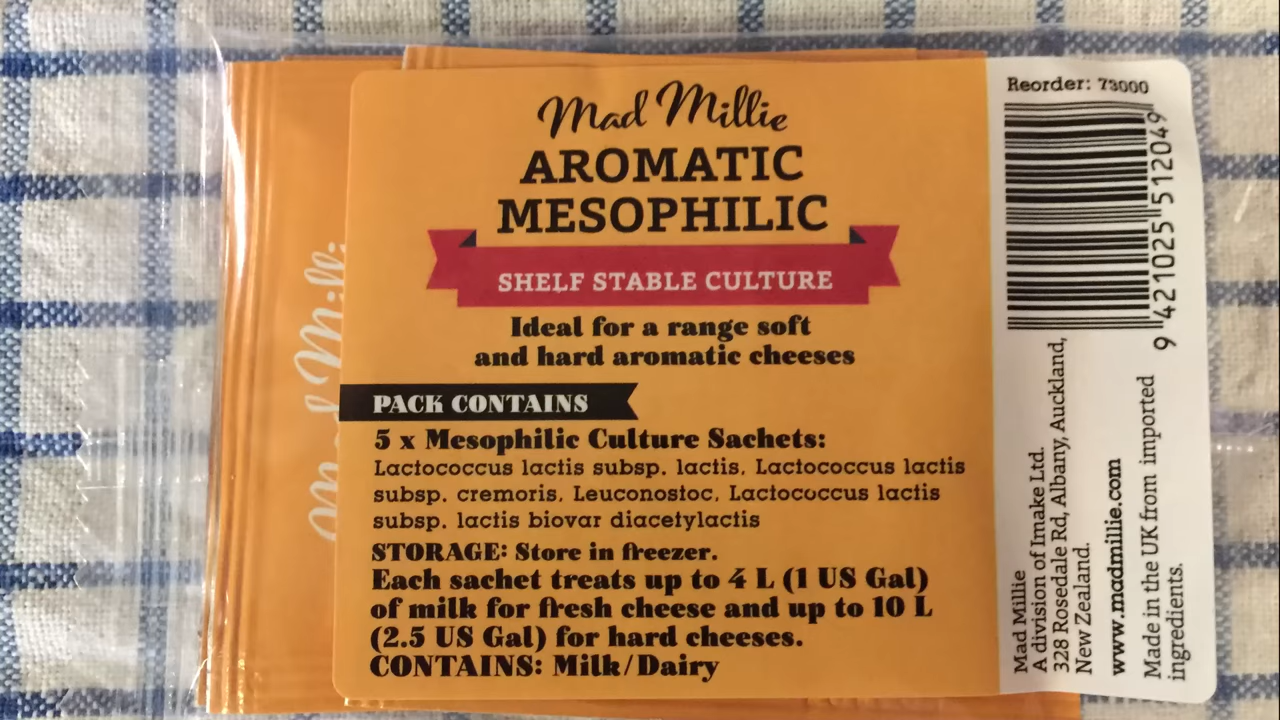 Mad Millie
AROMATIC
MESOPHILIC
SHELF STABLE CULTURE
Ideal for a range soft
and hard aromatic cheeses
PACK CONTAINS
5 x Mesophilic Culture Sachets:
Lactococcus lactis subsp. lactis, Lactococcus lactis
subsp. cremoris, Leuconostoc, Lactococcus lactis
subsp. lactis biovar diacetylactis
STORAGE: Store in freezer.
Each sachet treats up to 4 L (1 US Gal)
of milk for fresh cheese and up to 10 L
(2.5 US Gal) for hard cheeses.
CONTAINS: Milk/Dairy
Reorder: 73000
9 421025 512049
Mad Millie
A division of Imake Ltd.
328 Rosedale Rd, Albany, Auckland,
New Zealand.
www.madmillie.com
Made in the UK from imported
ingredients.